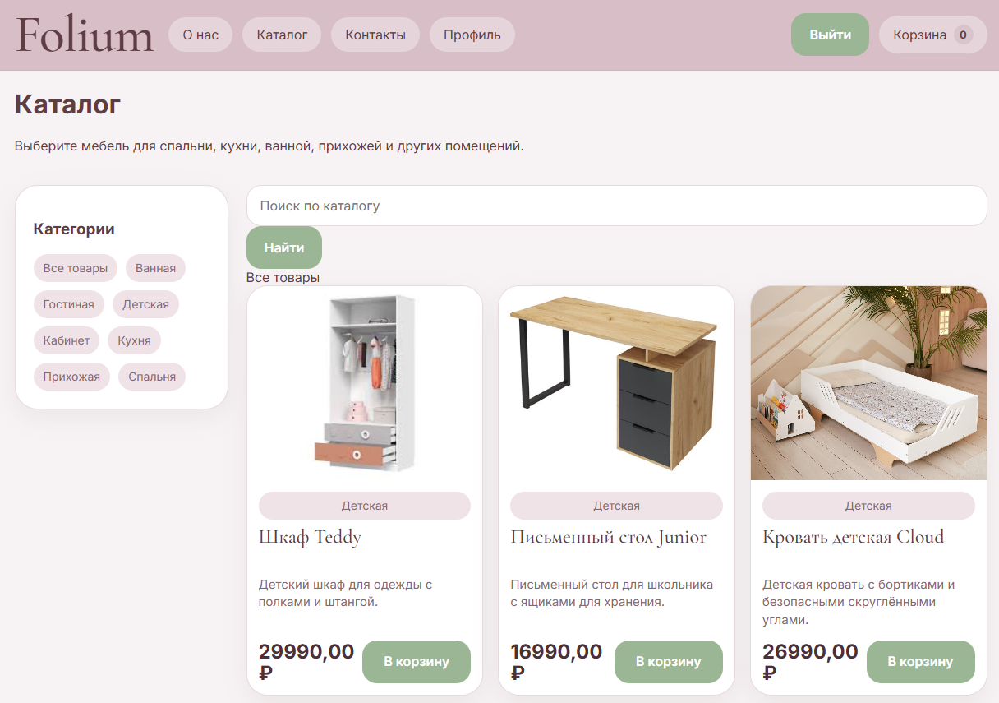 Folium
О нас
Каталог
Контакты
Профиль
Выйти
Корзина 0
Каталог
Выберите мебель для спальни, кухни, ванной, прихожей и других помещений.
Категории
Все товары
Ванная
Гостиная
Детская
Кабинет
Кухня
Прихожая
Спальня
Поиск по каталогу
Найти
Все товары
Детская
Шкаф Teddy
Детский шкаф для одежды с
полками и штангой.
29990,00
₽
В корзину
Детская
Письменный стол Junior
Письменный стол для школьника
с ящиками для хранения.
16990,00
₽
В корзину
Детская
Кровать детская Cloud
Детская кровать с бортиками и
безопасными скруглёнными
углами.
26990,00
₽
В корзину